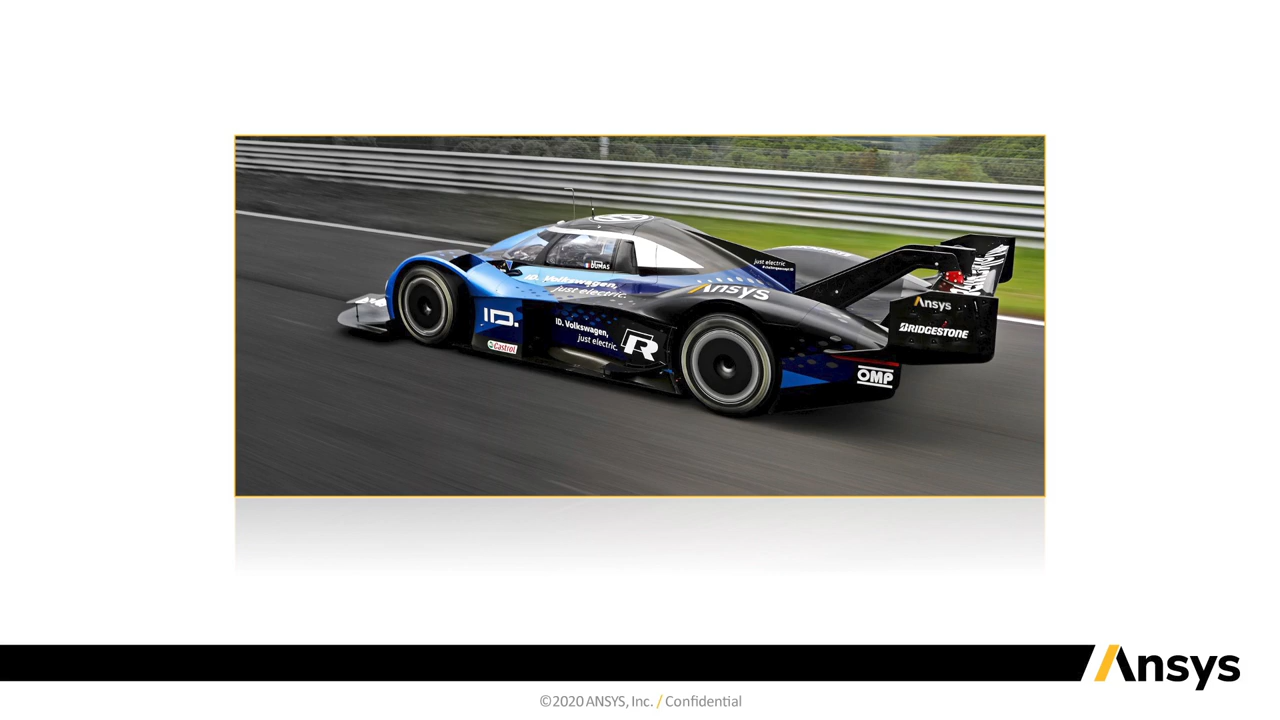 DUMAS
just electric
ID. Volkswagen,
just electric.
Ansys
Ansys
BRIDGESTONE
ID.
ID. Volkswagen,
just electric.
R
Castrol
OMP
Ansys
©2020 ANSYS, Inc. / Confidential